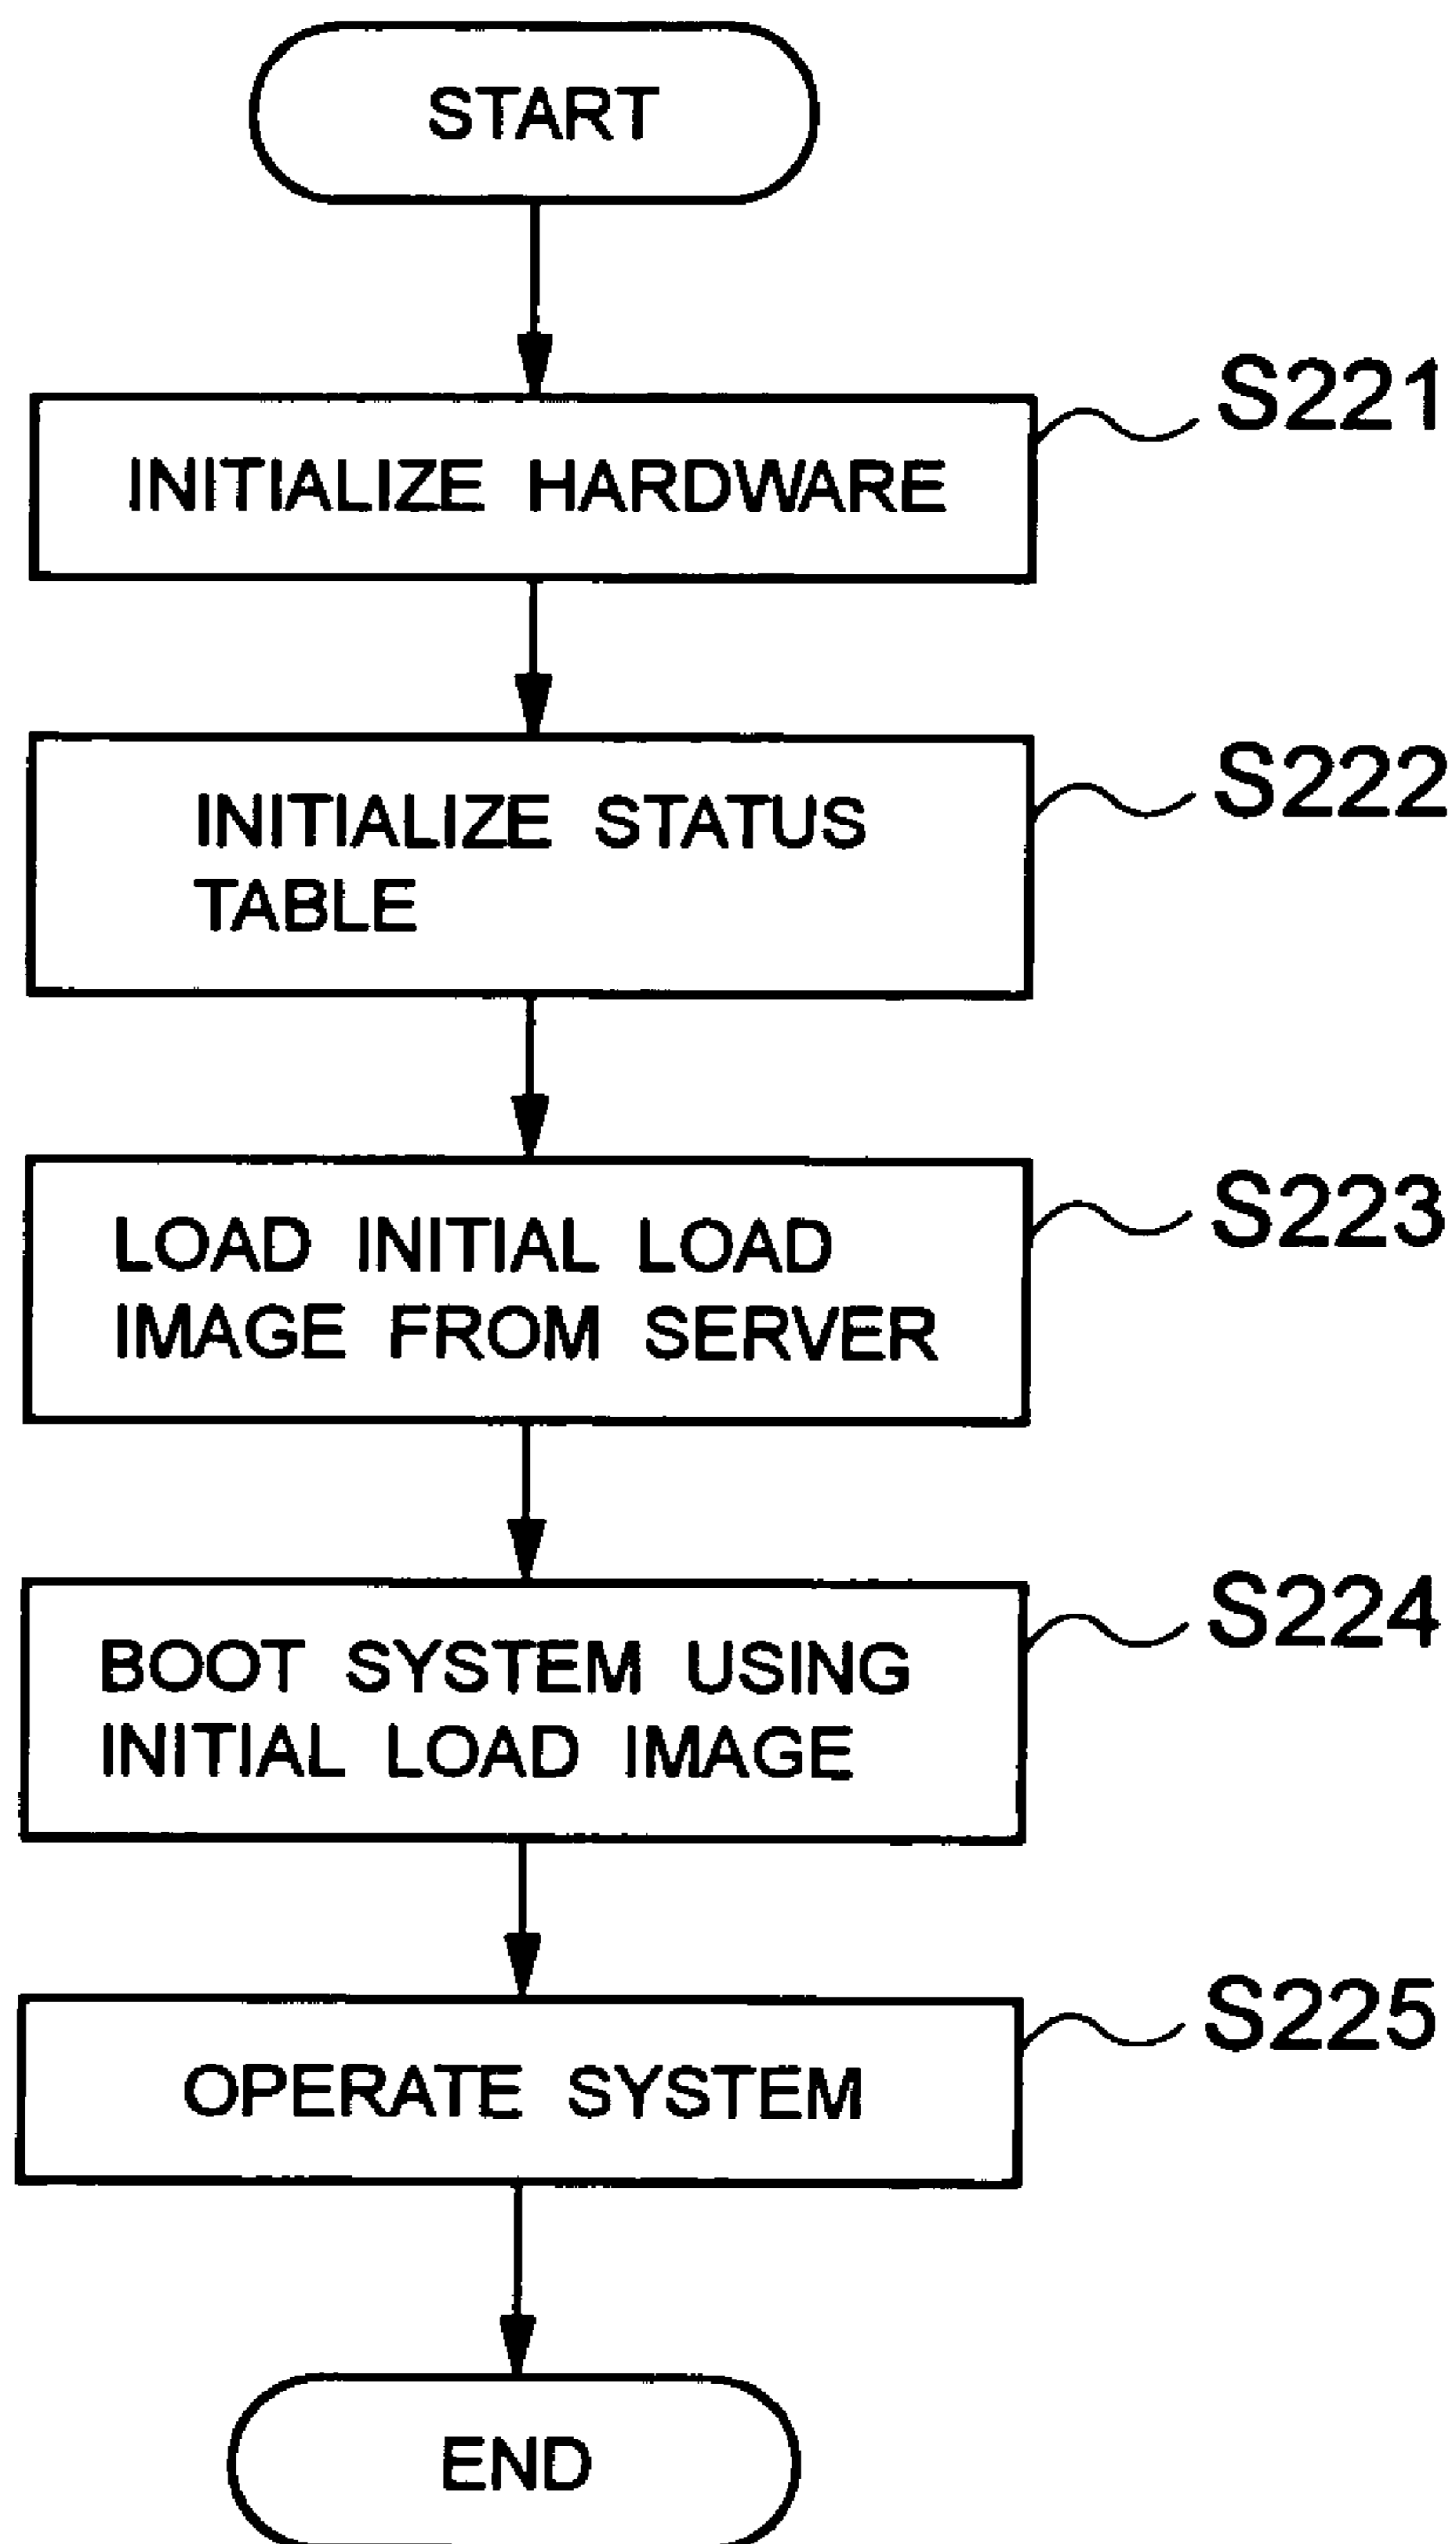 START
INITIALIZE HARDWARE
S221
INITIALIZE STATUS
TABLE
S222
LOAD INITIAL LOAD
IMAGE FROM SERVER
S223
BOOT SYSTEM USING
INITIAL LOAD IMAGE
S224
OPERATE SYSTEM
S225
END